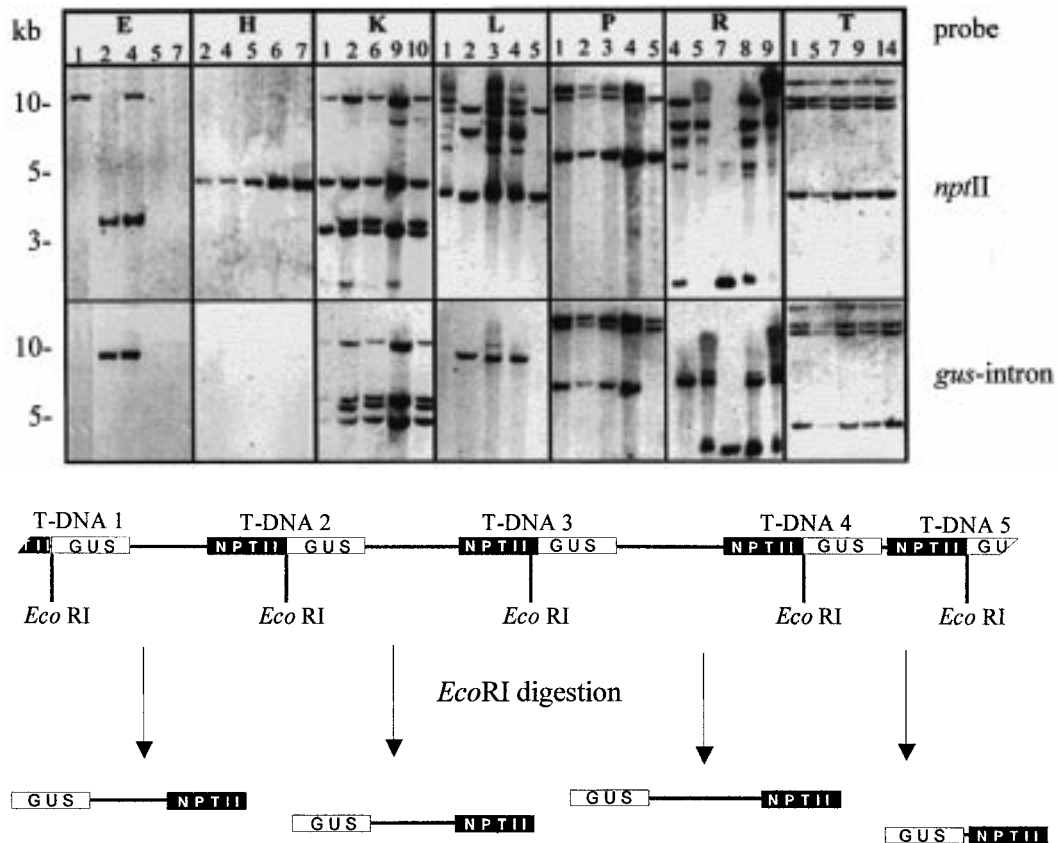 kb E H K L P R T probe
1 2 4 5 7 2 4 5 6 7 1 2 6 9 10 1 2 3 4 5 1 2 3 4 5 4 5 7 8 9 1 5 7 9 14
10-
5-
nptII
3-
10-
gus-intron
5-
T-DNA 1 T-DNA 2 T-DNA 3 T-DNA 4 T-DNA 5
TII GUS NPTII GUS NPTII GUS NPTII GUS NPTII GU
Eco RI Eco RI Eco RI Eco RI Eco RI
EcoRI digestion
GUS NPTII GUS NPTII
GUS NPTII GUS NPTII